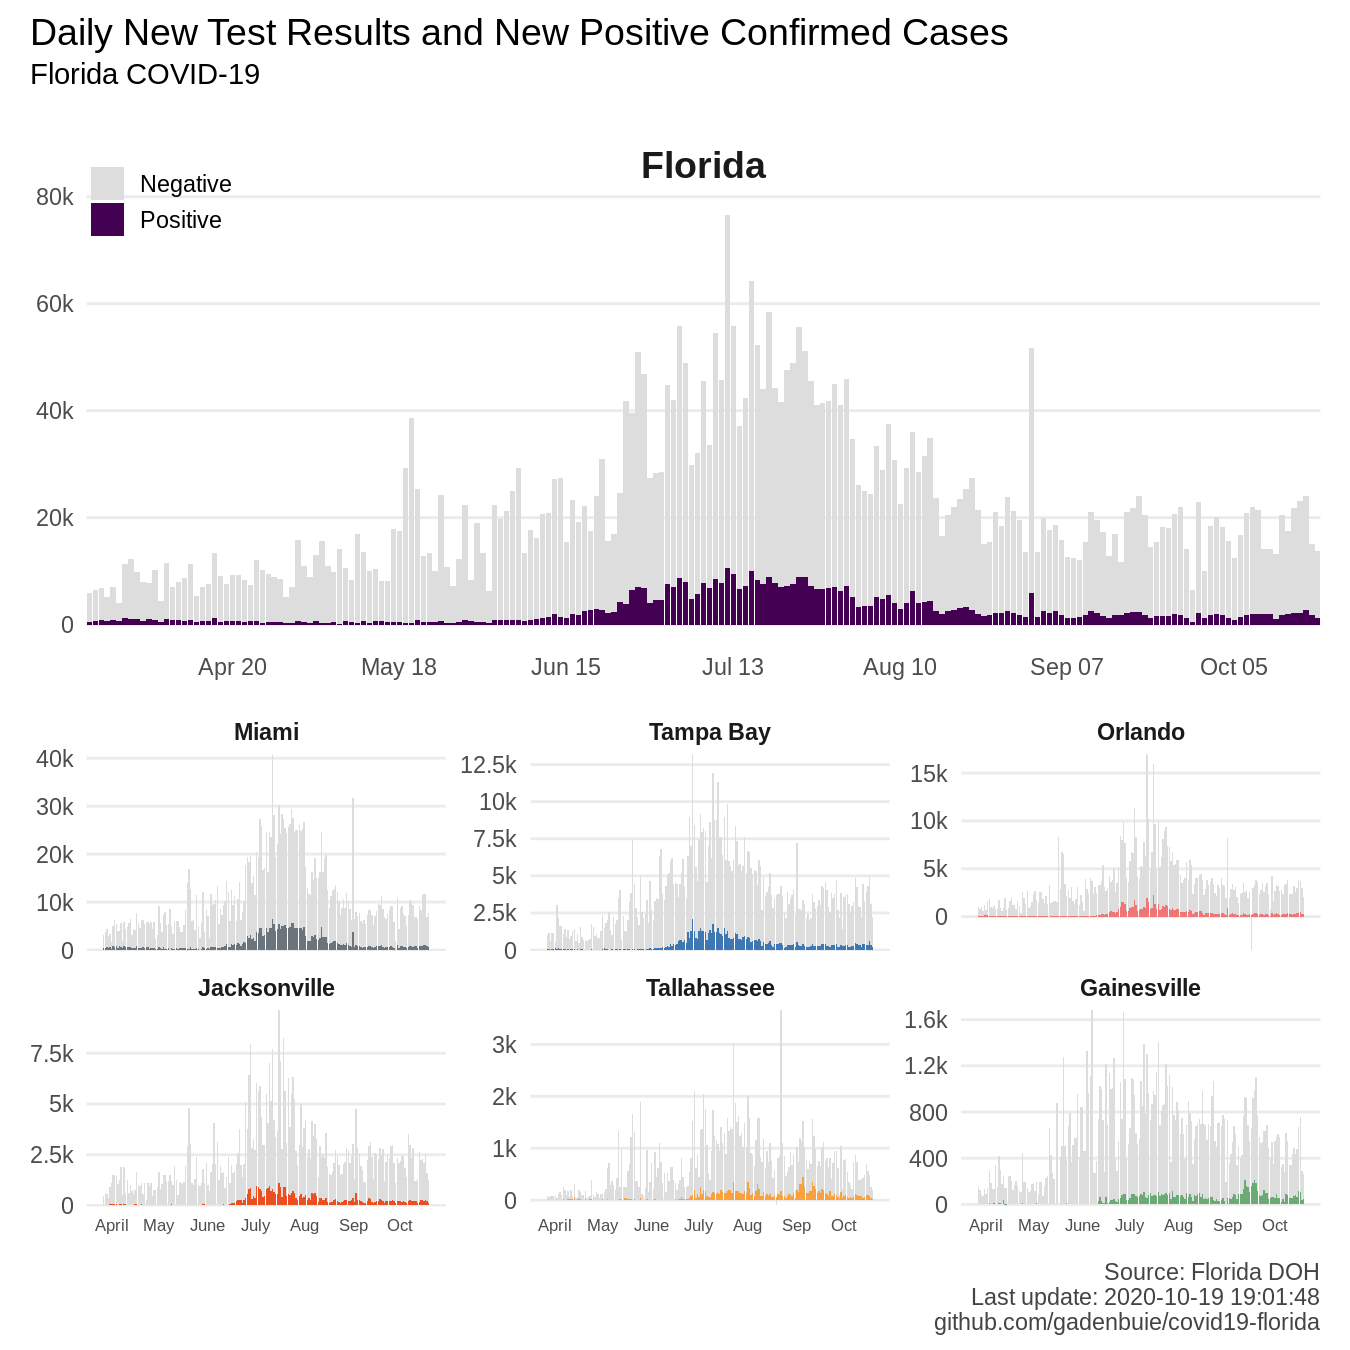 Daily New Test Results and New Positive Confirmed Cases
Florida COVID-19
Florida
Negative
Positive
80k
60k
40k
20k
0
Apr 20 May 18 Jun 15 Jul 13 Aug 10 Sep 07 Oct 05
Miami
40k
30k
20k
10k
0
Tampa Bay
12.5k
10k
7.5k
5k
2.5k
0
Orlando
15k
10k
5k
0
Jacksonville
7.5k
5k
2.5k
0
April May June July Aug Sep Oct
Tallahassee
3k
2k
1k
0
April May June July Aug Sep Oct
Gainesville
1.6k
1.2k
800
400
0
April May June July Aug Sep Oct
Source: Florida DOH
Last update: 2020-10-19 19:01:48
github.com/gadenbuie/covid19-florida